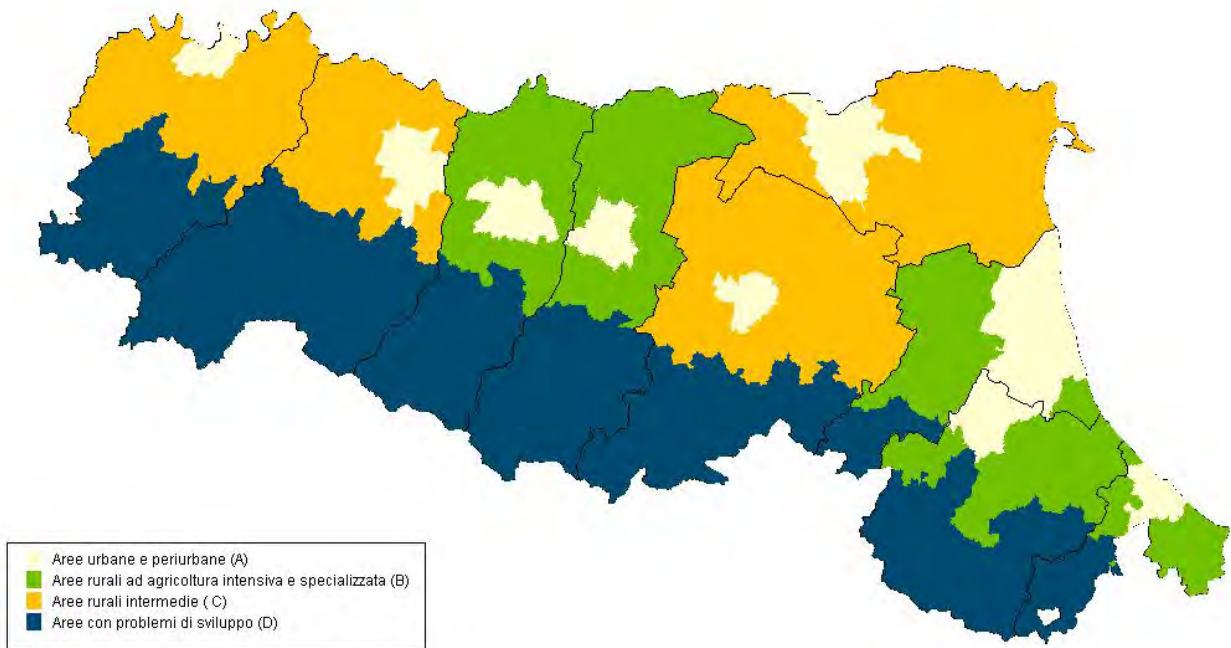 Aree urbane e periurbane (A)
Aree rurali ad agricoltura intensiva e specializzata (B)
Aree rurali intermedie ( C)
Aree con problemi di sviluppo (D)